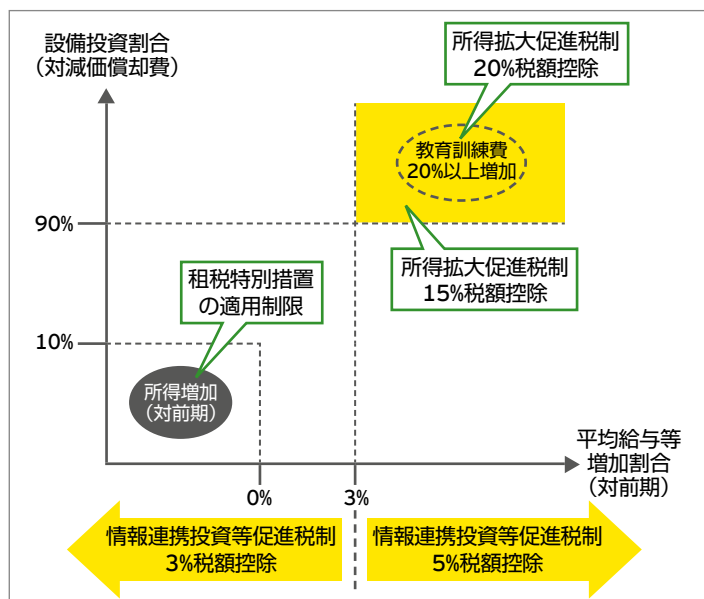 設備投資割合
（対減価償却費）
所得拡大促進税制
20%税額控除
教育訓練費
20%以上増加
90%
所得拡大促進税制
15%税額控除
租税特別措置
の適用制限
10%
所得増加
（対前期）
平均給与等
増加割合
（対前期）
0%
3%
情報連携投資等促進税制
3%税額控除
情報連携投資等促進税制
5%税額控除